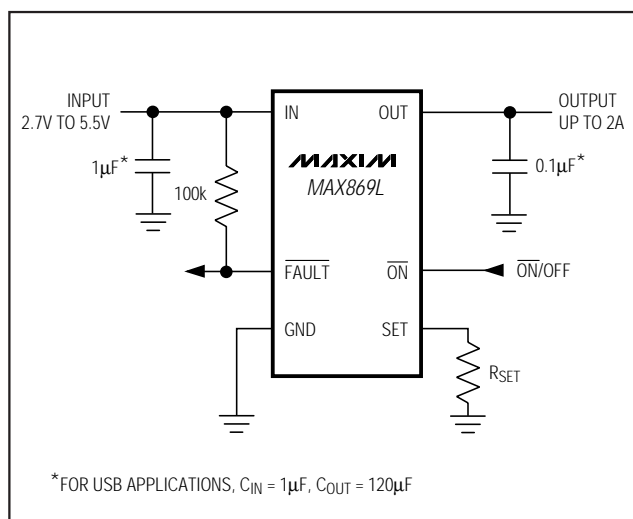 INPUT
2.7V TO 5.5V
IN
OUT
OUTPUT
UP TO 2A
1µF*
100k
MAXIM
MAX869L
0.1µF*
FAULT
ON
ON/OFF
GND
SET
RSET
*FOR USB APPLICATIONS, CIN = 1µF, COUT = 120µF